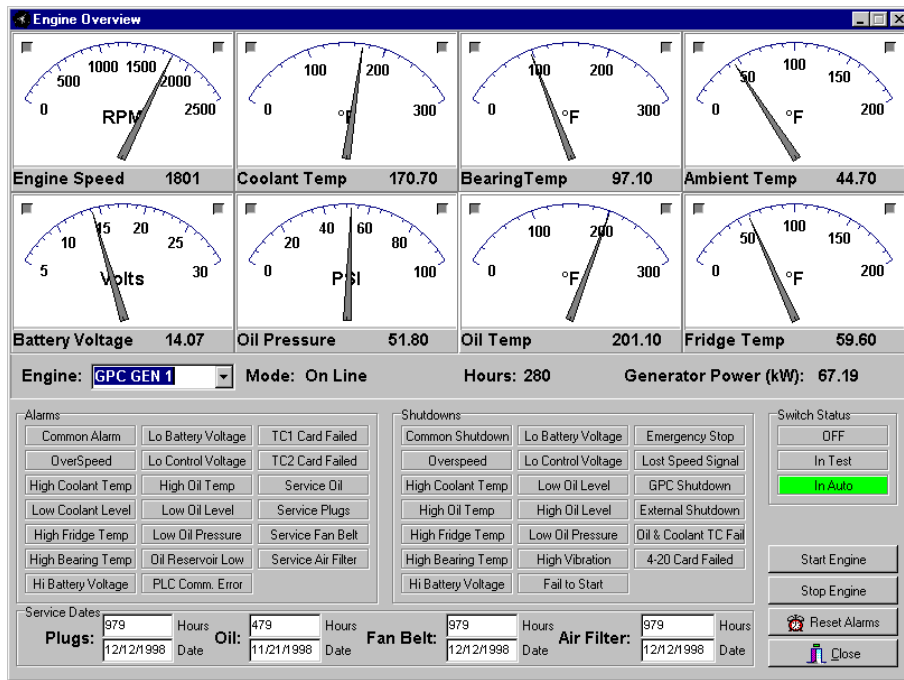 Engine Overview
0 500 1000 1500 2000 2500
RPM
Engine Speed 1801
0 100 200 300
°F
Coolant Temp 170.70
0 100 200 300
°F
BearingTemp 97.10
0 50 100 150 200
°F
Ambient Temp 44.70
5 10 15 20 25 30
Volts
Battery Voltage 14.07
0 20 40 60 80 100
PSI
Oil Pressure 51.80
0 100 200 300
°F
Oil Temp 201.10
0 50 100 150 200
°F
Fridge Temp 59.60
Engine: GPC GEN 1 Mode: On Line Hours: 280 Generator Power (kW): 67.19
Alarms
Common Alarm Lo Battery Voltage TC1 Card Failed
OverSpeed Lo Control Voltage TC2 Card Failed
High Coolant Temp High Oil Temp Service Oil
Low Coolant Level Low Oil Level Service Plugs
High Fridge Temp Low Oil Pressure Service Fan Belt
High Bearing Temp Oil Reservoir Low Service Air Filter
Hi Battery Voltage PLC Comm. Error
Shutdowns
Common Shutdown Lo Battery Voltage Emergency Stop
Overspeed Lo Control Voltage Lost Speed Signal
High Coolant Temp Low Oil Level GPC Shutdown
High Oil Temp High Oil Level External Shutdown
High Fridge Temp Low Oil Pressure Oil & Coolant TC Fail
High Bearing Temp High Vibration 4-20 Card Failed
Hi Battery Voltage Fail to Start
Switch Status
OFF
In Test
In Auto
Start Engine
Stop Engine
Reset Alarms
Close
Service Dates
Plugs: 979 Hours 12/12/1998 Date
Oil: 479 Hours 11/21/1998 Date
Fan Belt: 979 Hours 12/12/1998 Date
Air Filter: 979 Hours 12/12/1998 Date